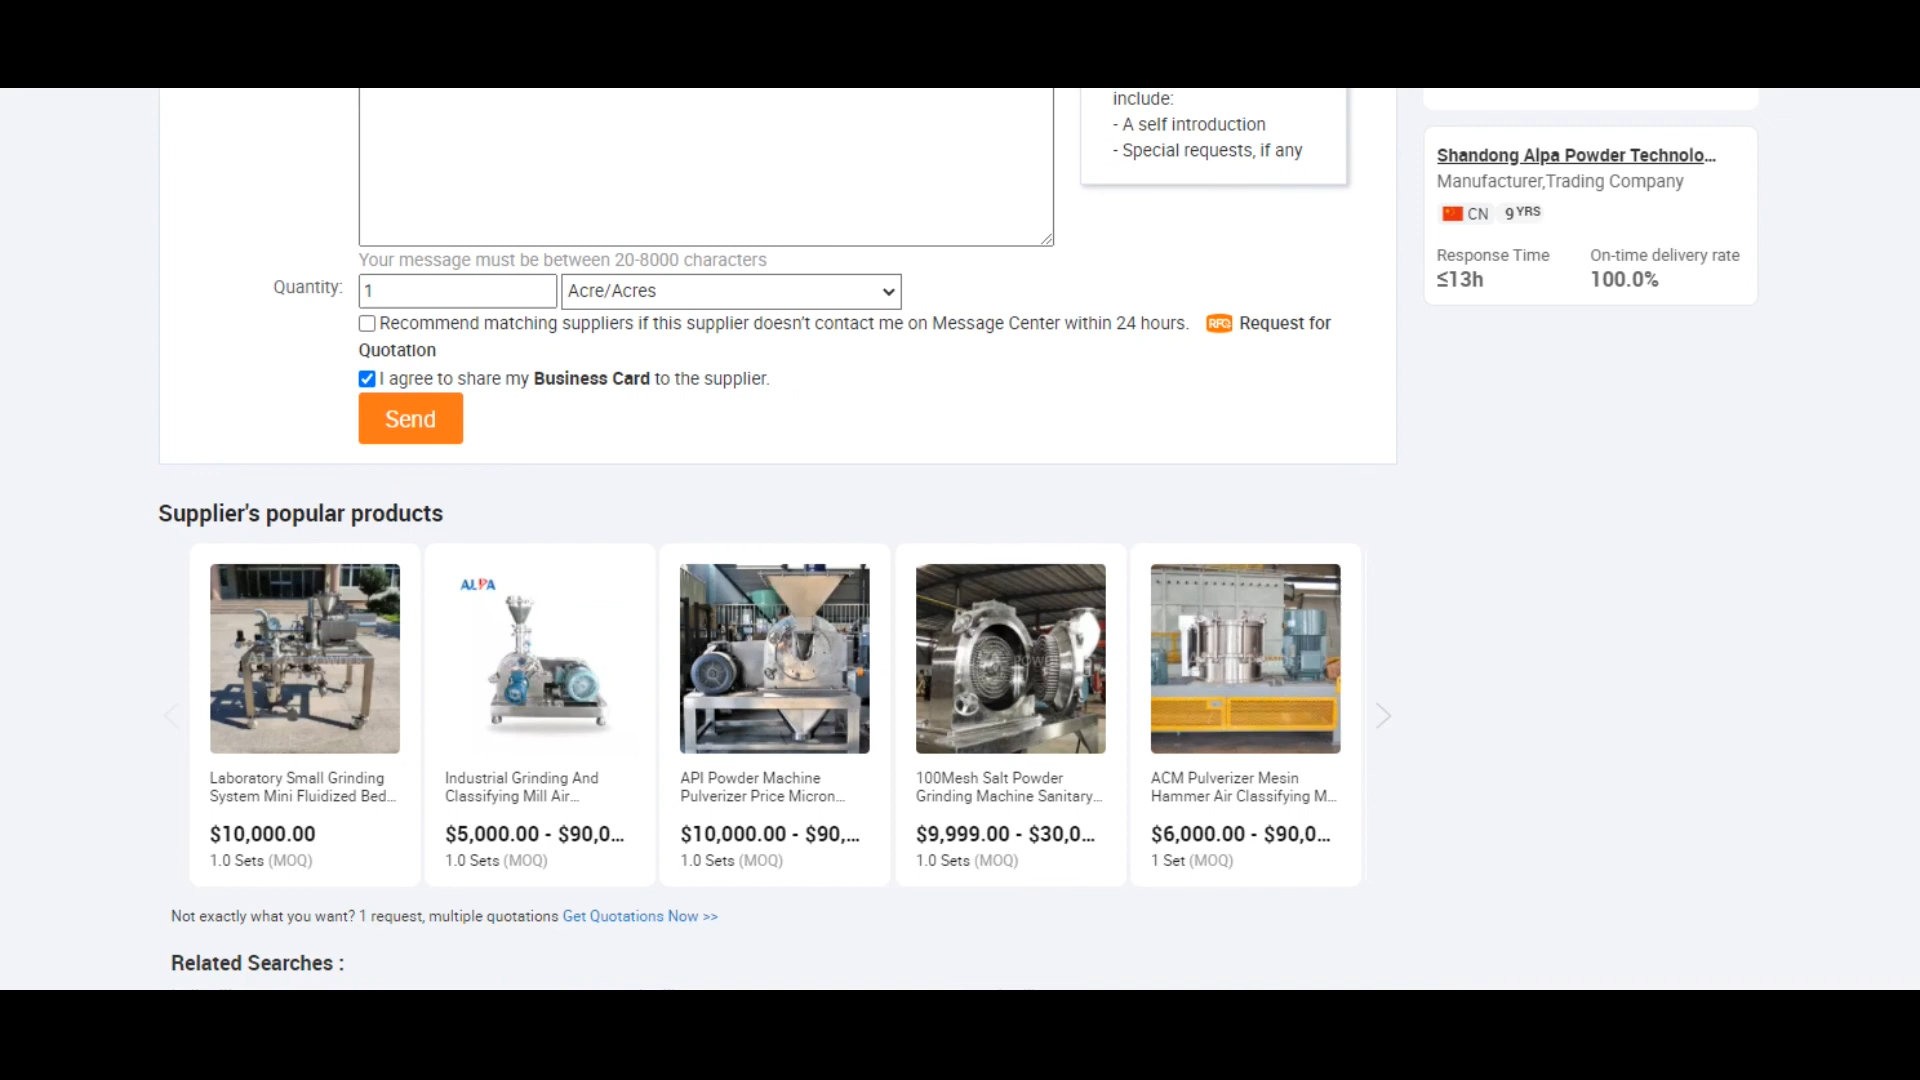 include:
- A self introduction
- Special requests, if any
Shandong Alpa Powder Technolo...
Manufacturer,Trading Company
CN 9 YRS
Response Time
On-time delivery rate
≤13h
100.0%
Your message must be between 20-8000 characters
Quantity:
1
Acre/Acres
Recommend matching suppliers if this supplier doesn't contact me on Message Center within 24 hours. RFQ Request for
Quotation
I agree to share my Business Card to the supplier.
Send
Supplier's popular products
ALPA
Laboratory Small Grinding
System Mini Fluidized Bed...
$10,000.00
1.0 Sets (MOQ)
Industrial Grinding And
Classifying Mill Air...
$5,000.00 - $90,0...
1.0 Sets (MOQ)
API Powder Machine
Pulverizer Price Micron...
$10,000.00 - $90,...
1.0 Sets (MOQ)
100Mesh Salt Powder
Grinding Machine Sanitary...
$9,999.00 - $30,0...
1.0 Sets (MOQ)
ACM Pulverizer Mesin
Hammer Air Classifying M...
$6,000.00 - $90,0...
1 Set (MOQ)
Not exactly what you want? 1 request, multiple quotations Get Quotations Now >>
Related Searches :